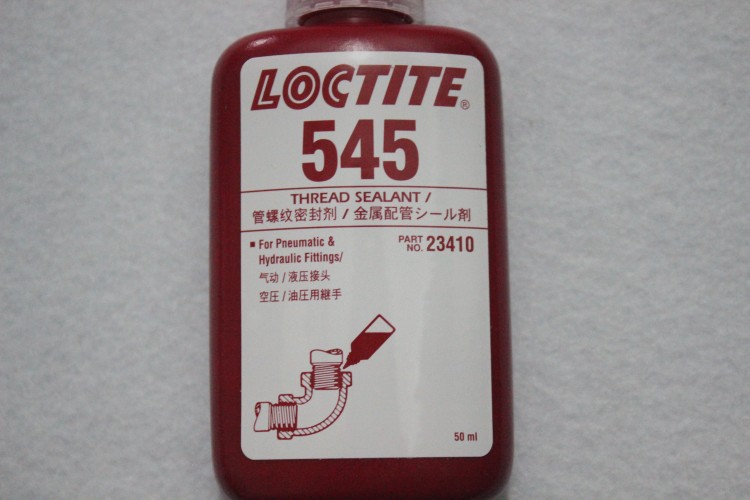 LOCTITE®
545
THREAD SEALANT /
管螺纹密封剂 / 金属配管シール剤
■ For Pneumatic &
Hydraulic Fittings/
气动 / 液压接头
空圧 / 油圧用継手
PART
NO. 23410
50 ml